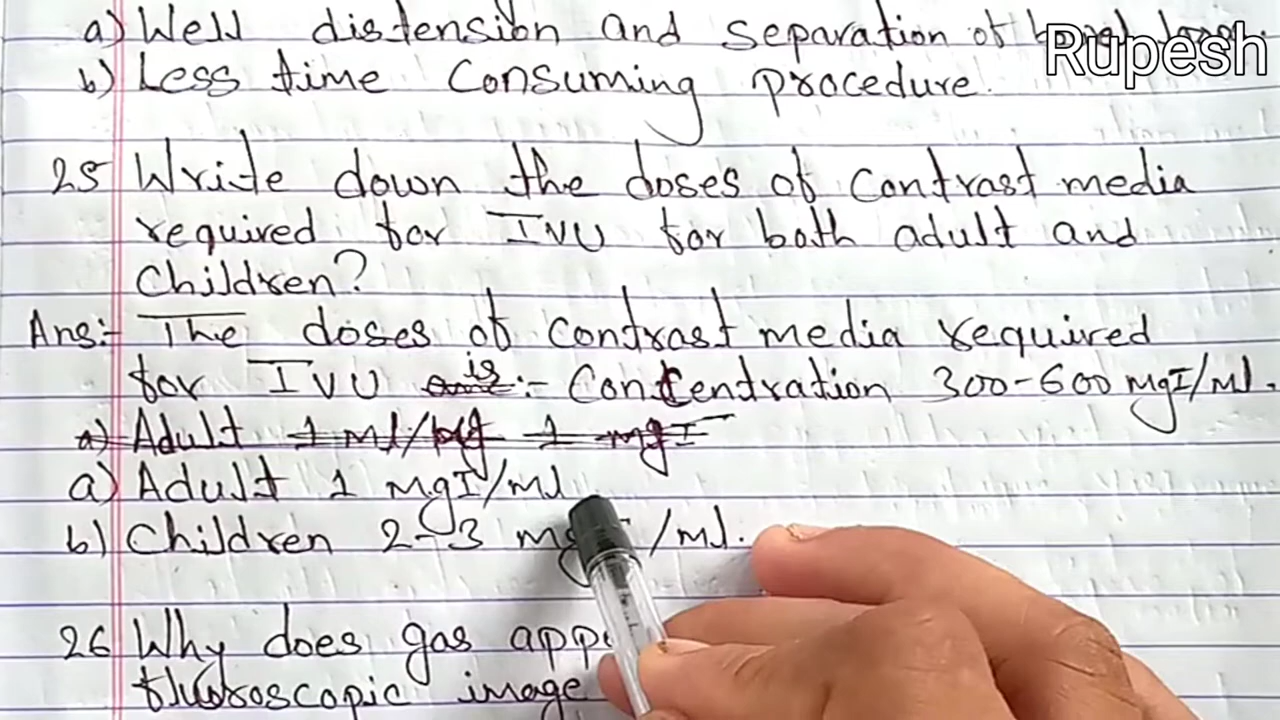 a) Well distension and separation of
Rupesh
b) Less time consuming procedure.
25 Write down the doses of contrast media
required for IVU for both adult and
children?
Ans:- The doses of contrast media required
for IVU is :- Concentration 300-600 mgI/ml.
a) Adult 1 ml/kg 1 mgI
a) Adult 1 mgI/ml
b) Children 2-3 mg /ml.
26 Why does gas
fluoroscopic image